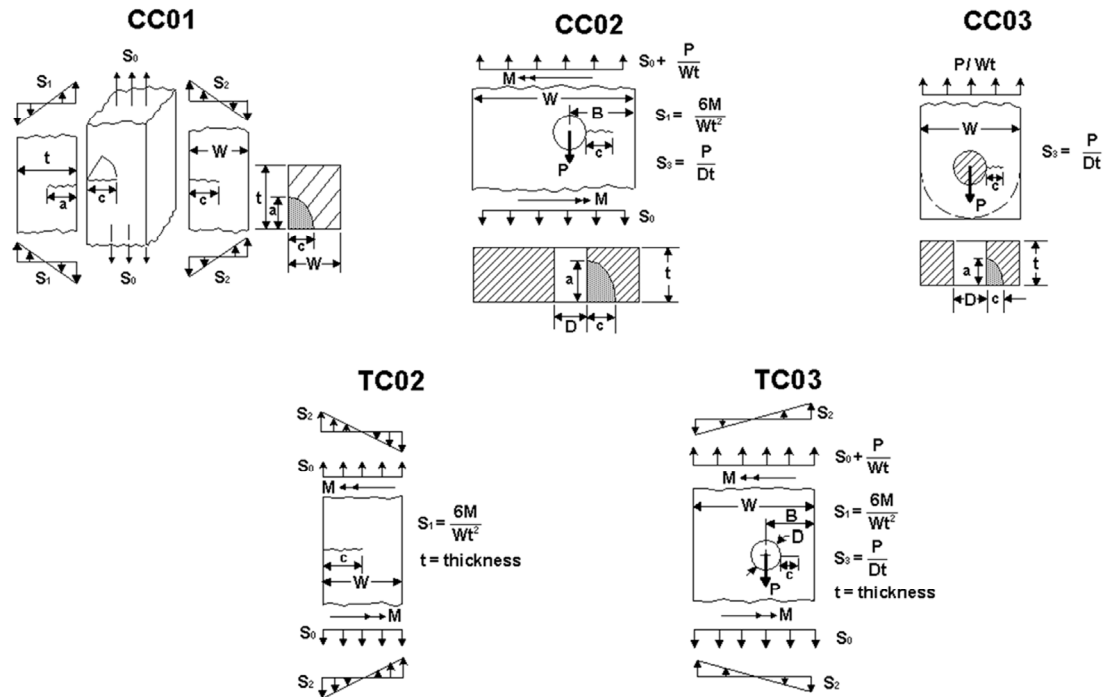 CC01
S₀
S₁
S₂
t
W
a
c
c
S₁
S₀
S₂
t
a
c
W
CC02
S₀ + P/Wt
M
W
B
S₁ = 6M/Wt²
c
S₃ = P/Dt
P
M
S₀
a
t
D
c
CC03
P / Wt
W
S₃ = P/Dt
c
P
a
t
D
c
TC02
S₂
S₀
M
S₁ = 6M/Wt²
c
t = thickness
W
M
S₀
S₂
TC03
S₂
S₀ + P/Wt
M
W
S₁ = 6M/Wt²
B
D
S₃ = P/Dt
c
P
t = thickness
M
S₀
S₂